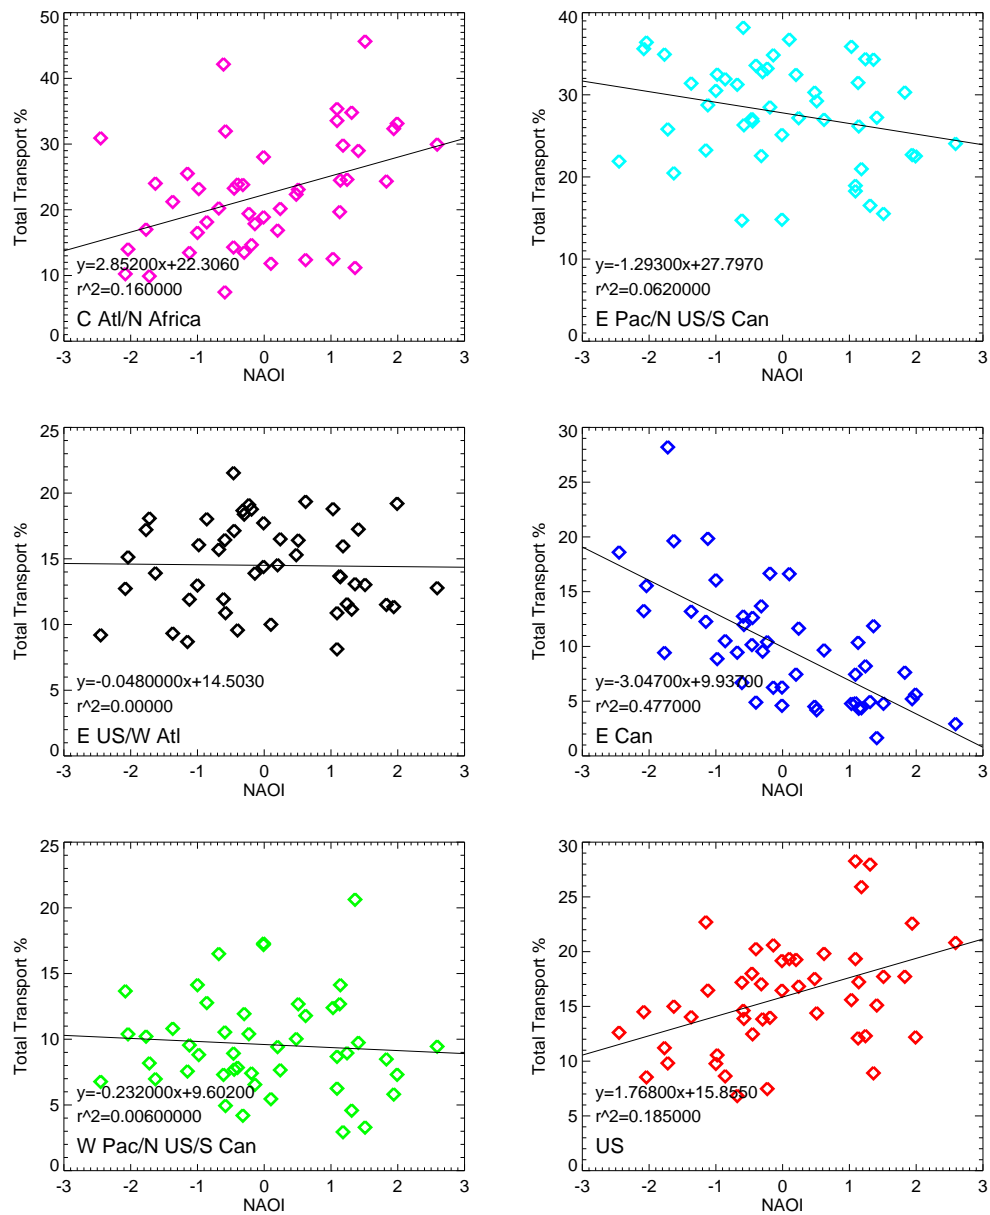 50
40
30
20
10
0
Total Transport %
y=2.85200x+22.3060
r^2=0.160000
C Atl/N Africa
-3 -2 -1 0 1 2 3
NAOI
40
30
20
10
0
Total Transport %
y=-1.29300x+27.7970
r^2=0.0620000
E Pac/N US/S Can
-3 -2 -1 0 1 2 3
NAOI
25
20
15
10
5
0
Total Transport %
y=-0.0480000x+14.5030
r^2=0.00000
E US/W Atl
-3 -2 -1 0 1 2 3
NAOI
30
25
20
15
10
5
0
Total Transport %
y=-3.04700x+9.93700
r^2=0.477000
E Can
-3 -2 -1 0 1 2 3
NAOI
25
20
15
10
5
0
Total Transport %
y=-0.232000x+9.60200
r^2=0.00600000
W Pac/N US/S Can
-3 -2 -1 0 1 2 3
NAOI
30
25
20
15
10
5
0
Total Transport %
y=1.76800x+15.8550
r^2=0.185000
US
-3 -2 -1 0 1 2 3
NAOI